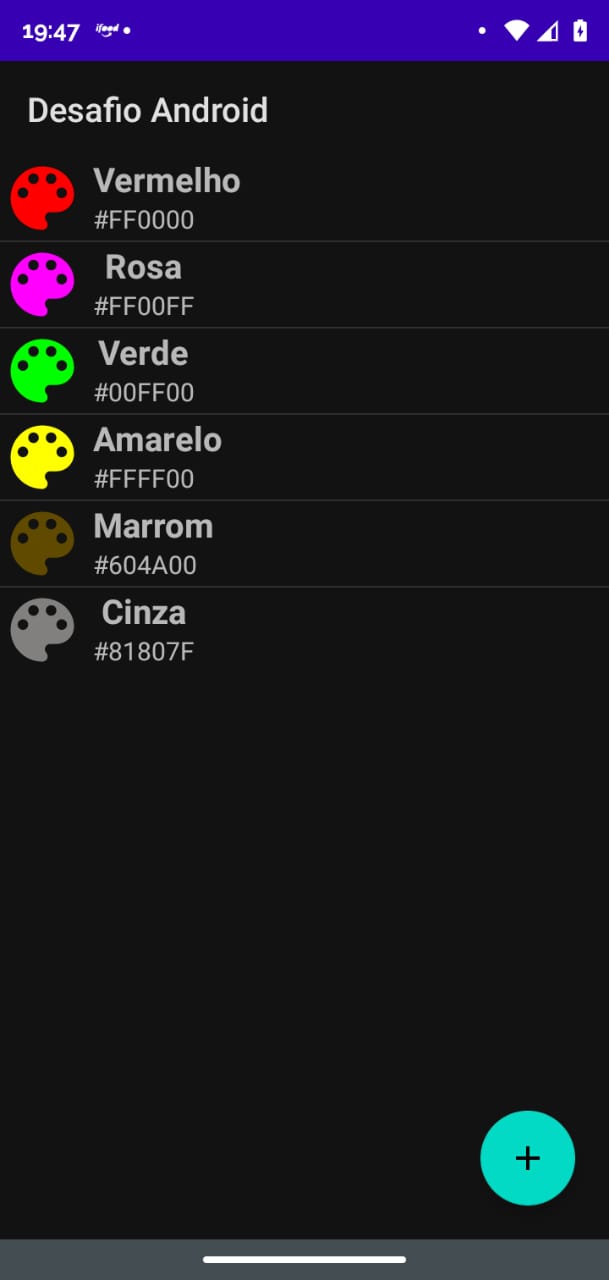 19:47 ifood
Desafio Android
Vermelho
#FF0000
Rosa
#FF00FF
Verde
#00FF00
Amarelo
#FFFF00
Marrom
#604A00
Cinza
#81807F
+